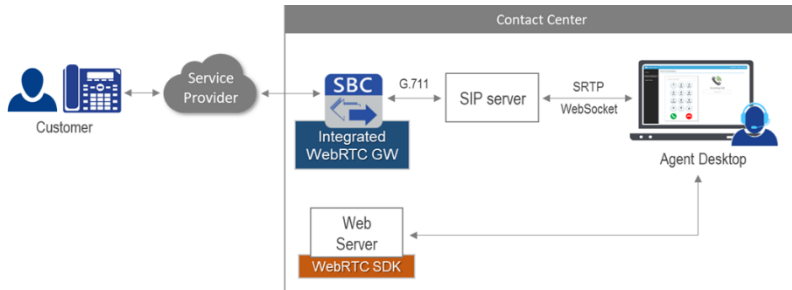 Contact Center
Service
Provider
Customer
SBC
Integrated
WebRTC GW
G.711
SIP server
SRTP
WebSocket
Agent Desktop
Web
Server
WebRTC SDK